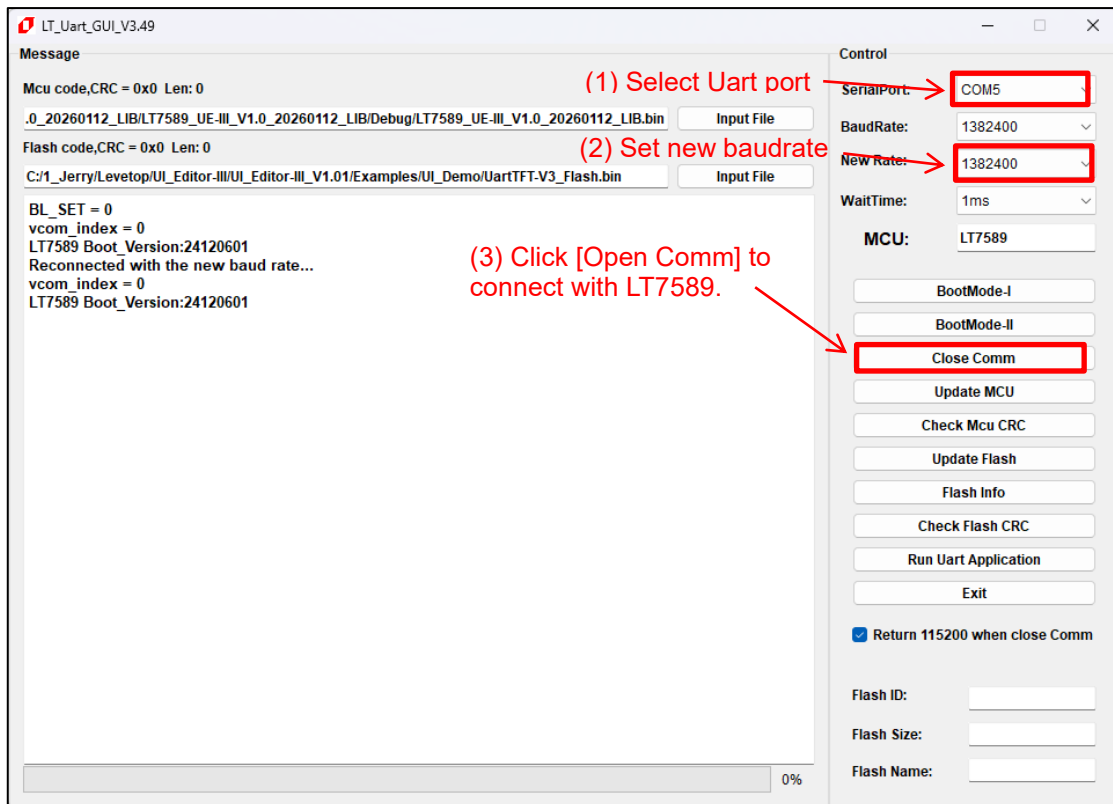 LT_Uart_GUI_V3.49
Message
Mcu code,CRC = 0x0 Len: 0
.0_20260112_LIB/LT7589_UE-III_V1.0_20260112_LIB/Debug/LT7589_UE-III_V1.0_20260112_LIB.bin
Input File
Flash code,CRC = 0x0 Len: 0
C:/1_Jerry/Levetop/UI_Editor-III/UI_Editor-III_V1.01/Examples/UI_Demo/UartTFT-V3_Flash.bin
Input File
BL_SET = 0
vcom_index = 0
LT7589 Boot_Version:24120601
Reconnected with the new baud rate...
vcom_index = 0
LT7589 Boot_Version:24120601
0%
(1) Select Uart port
(2) Set new baudrate
(3) Click [Open Comm] to
connect with LT7589.
Control
SerialPort: COM5
BaudRate: 1382400
New Rate: 1382400
WaitTime: 1ms
MCU: LT7589
BootMode-I
BootMode-II
Close Comm
Update MCU
Check Mcu CRC
Update Flash
Flash Info
Check Flash CRC
Run Uart Application
Exit
Return 115200 when close Comm
Flash ID:
Flash Size:
Flash Name: